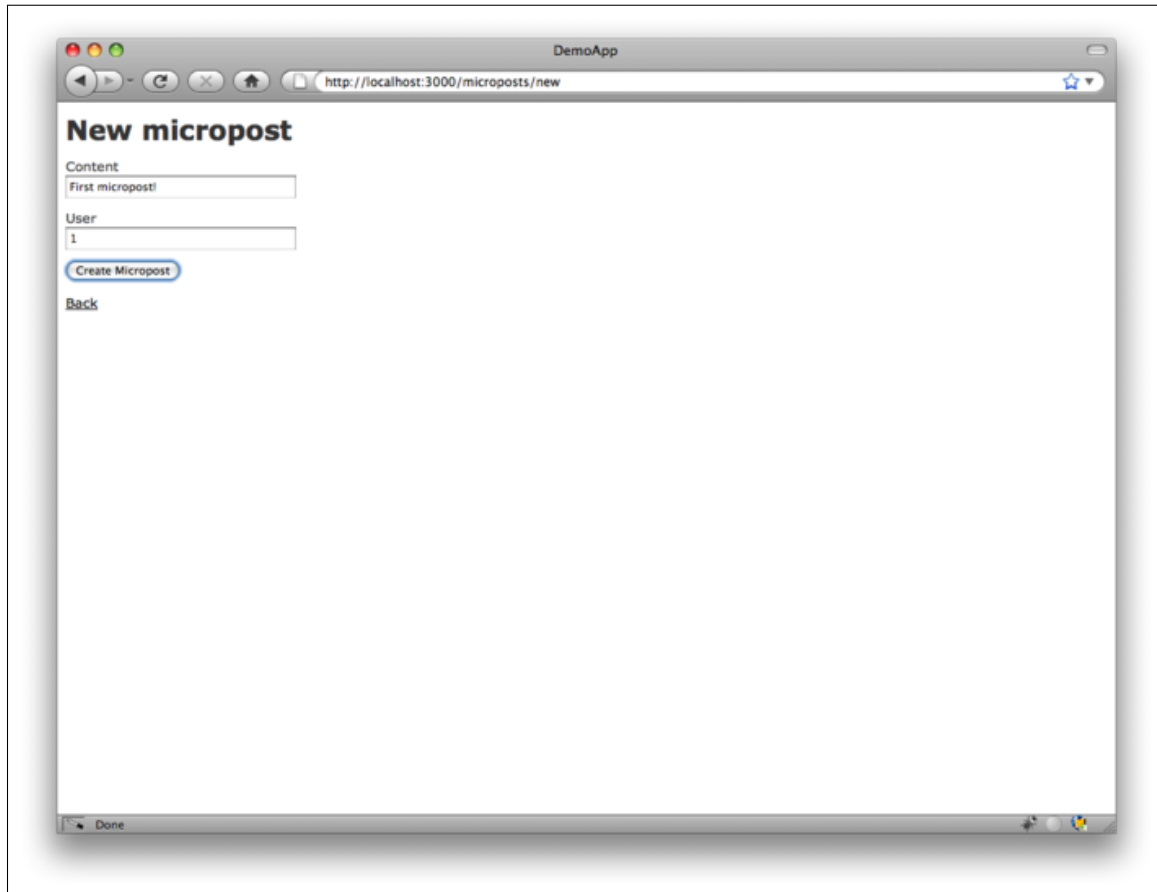 DemoApp
http://localhost:3000/microposts/new
New micropost
Content
First micropost!
User
1
Create Micropost
Back
Done